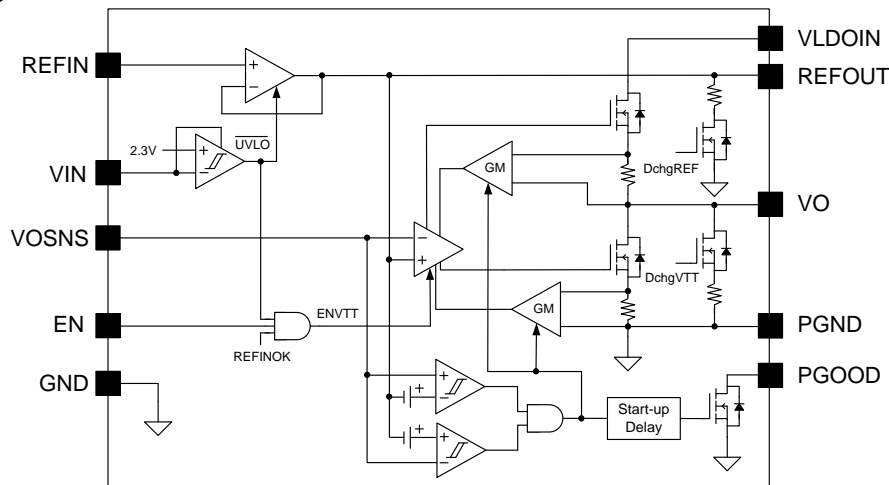 VLDOIN
REFIN
REFOUT
+
−
UVLO
2.3V
+
−
VIN
DchgREF
GM
VO
VOSNS
−
+
DchgVTT
GM
EN
ENVTT
REFINOK
PGND
GND
PGOOD
+
+
−
Start-up
Delay
+
+
−